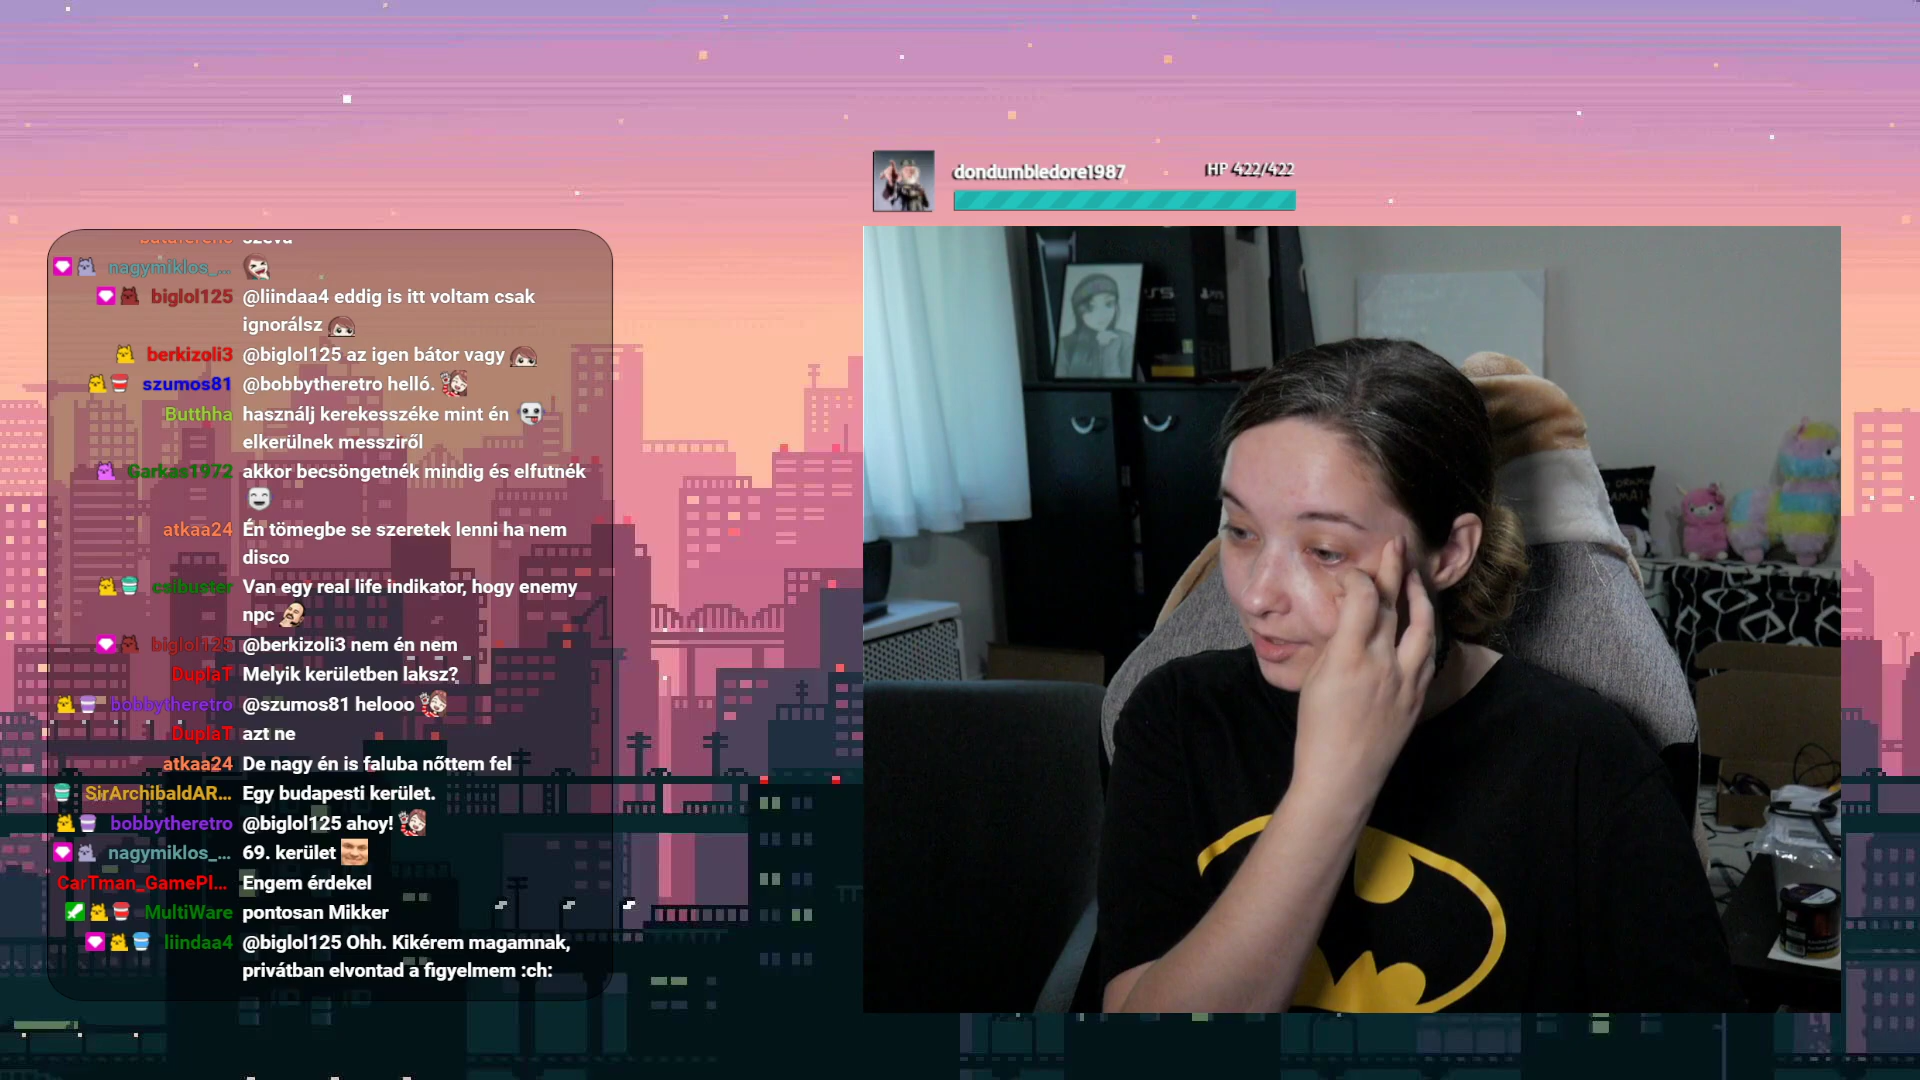 dondumbledore1987 HP 422/422
nagymiklos_...
biglol125 @liindaa4 eddig is itt voltam csak
ignorálsz
berkizoli3 @biglol125 az igen bátor vagy
szumos81 @bobbytheretro helló.
Butthha használj kerekesszéke mint én
elkerülnek messziről
Garkas1972 akkor becsöngetnék mindig és elfutnék
atkaa24 Én tömegbe se szeretek lenni ha nem
disco
csibuster Van egy real life indikator, hogy enemy
npc
biglol125 @berkizoli3 nem én nem
DuplaT Melyik kerületben laksz?
bobbytheretro @szumos81 helooo
DuplaT azt ne
atkaa24 De nagy én is faluba nőttem fel
SirArchibaldAR... Egy budapesti kerület.
bobbytheretro @biglol125 ahoy!
nagymiklos_... 69. kerület
CarTman_GamePl... Engem érdekel
MultiWare pontosan Mikker
liindaa4 @biglol125 Ohh. Kikérem magamnak,
privátban elvontad a figyelmem :ch: